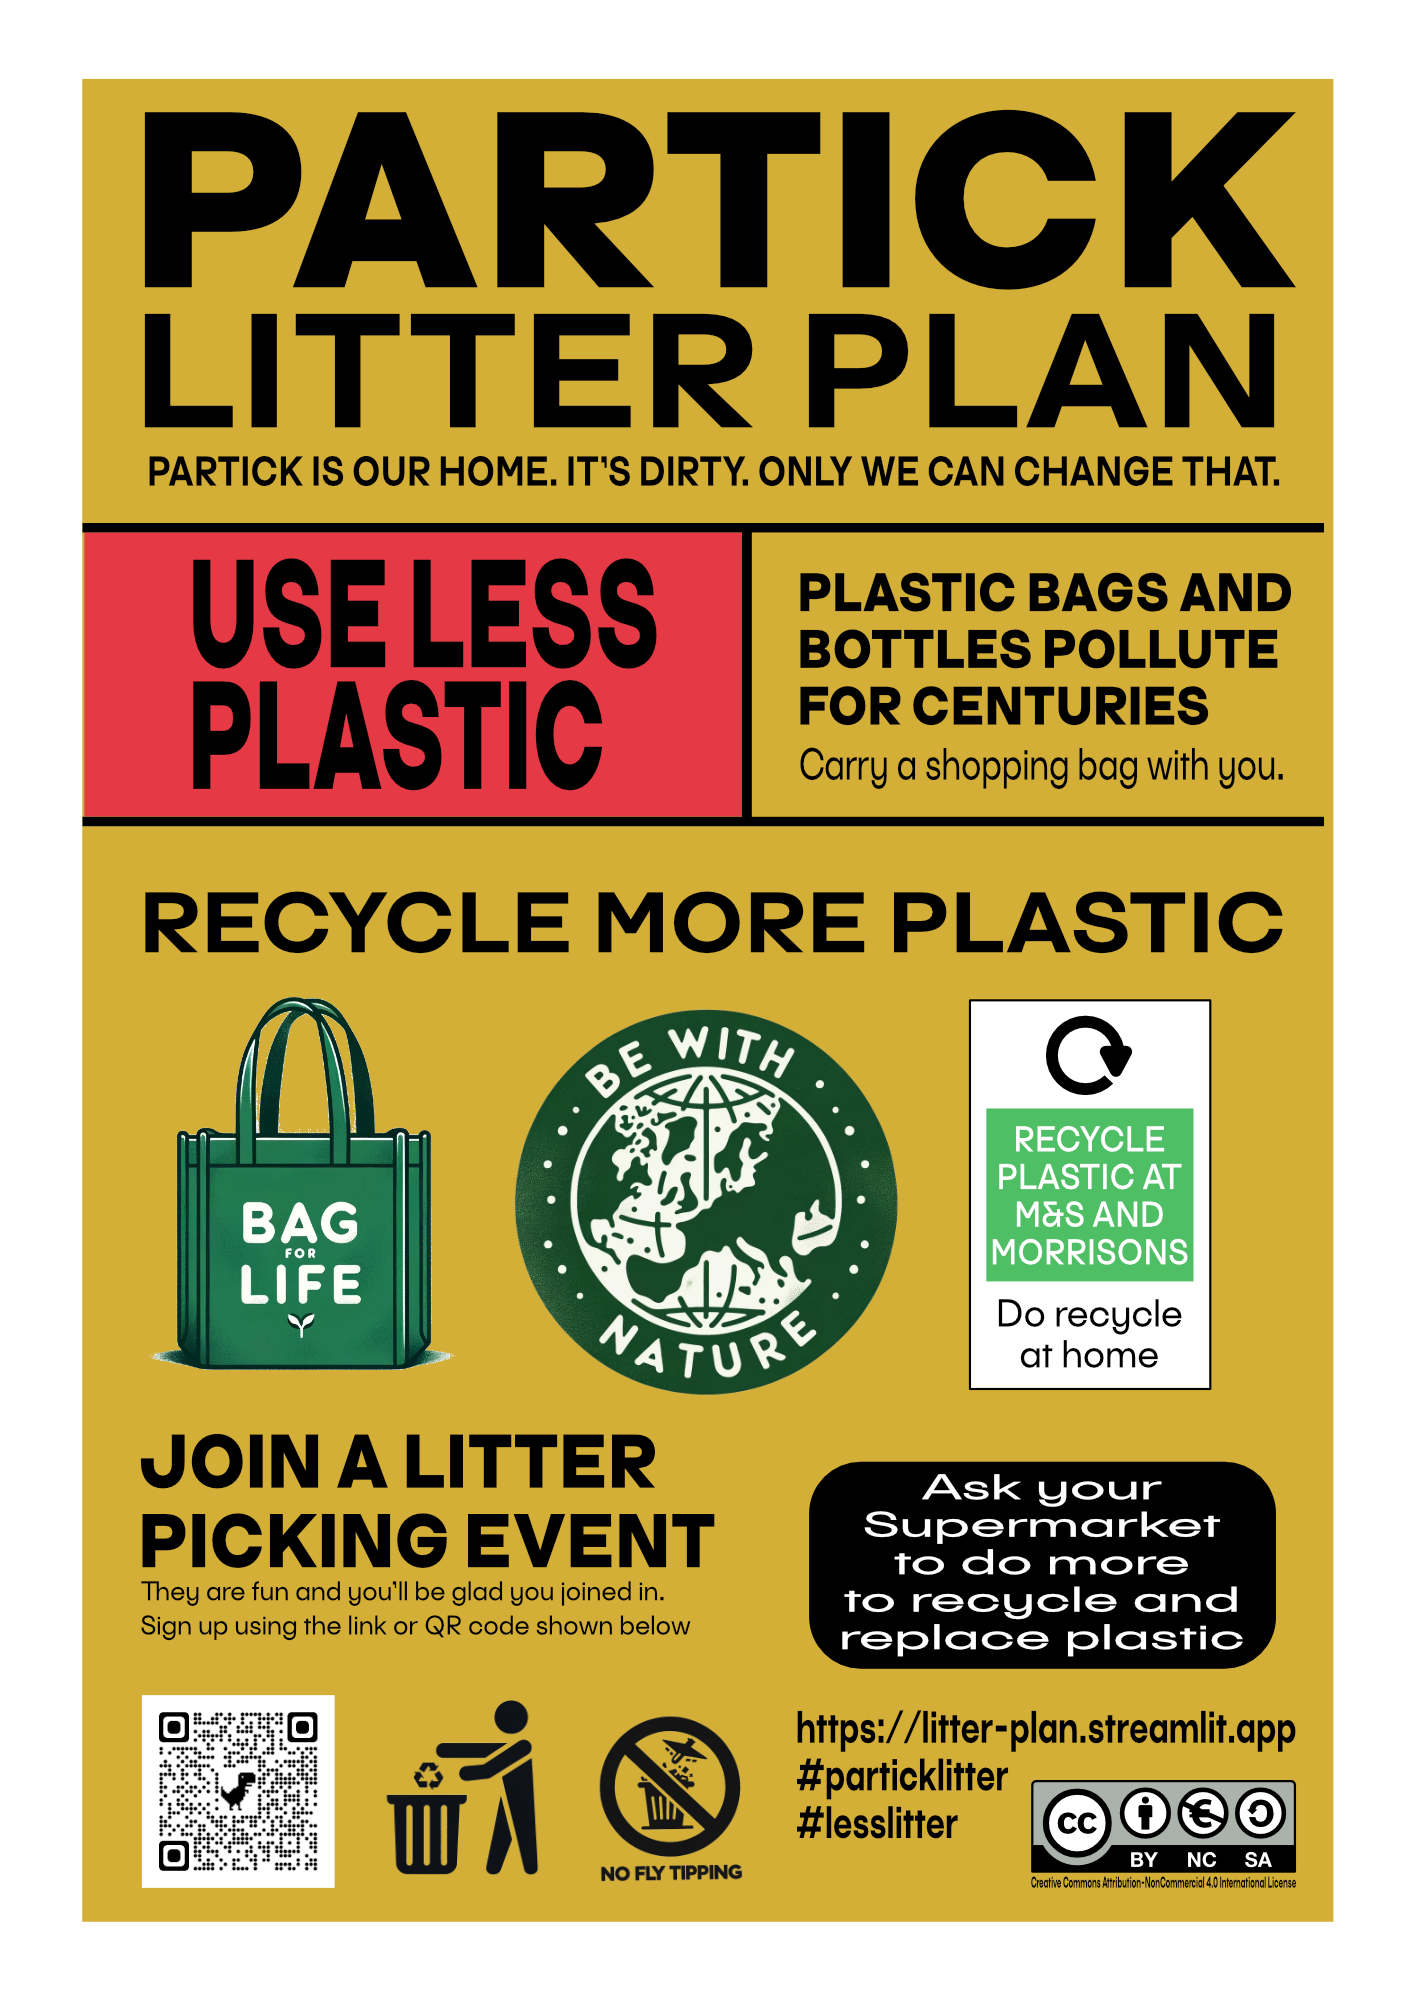 PARTICK
LITTER PLAN
PARTICK IS OUR HOME. IT'S DIRTY. ONLY WE CAN CHANGE THAT.
USE LESS
PLASTIC
PLASTIC BAGS AND
BOTTLES POLLUTE
FOR CENTURIES
Carry a shopping bag with you.
RECYCLE MORE PLASTIC
BAG
FOR
LIFE
BE WITH
NATURE
RECYCLE
PLASTIC AT
M&S AND
MORRISONS
Do recycle
at home
JOIN A LITTER
PICKING EVENT
They are fun and you'll be glad you joined in.
Sign up using the link or QR code shown below
Ask your
Supermarket
to do more
to recycle and
replace plastic
NO FLY TIPPING
https://litter-plan.streamlit.app
#particklitter
#lesslitter
cc
BY NC SA
Creative Commons Attribution-NonCommercial 4.0 International License